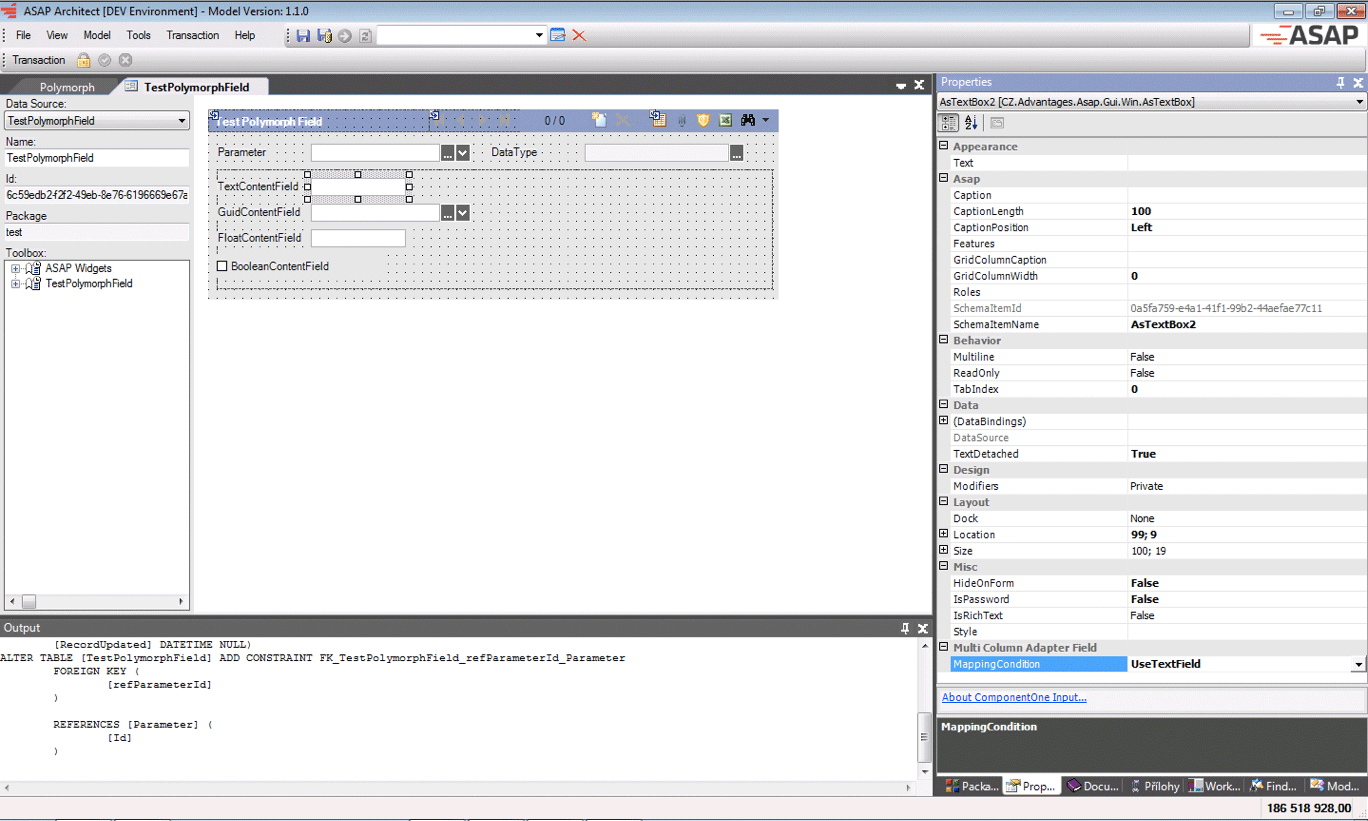 ASAP Architect [DEV Environment] - Model Version: 1.1.0
File View Model Tools Transaction Help
ASAP
Transaction
Polymorph TestPolymorphField
Data Source:
TestPolymorphField
Name:
TestPolymorphField
Id:
6c59edb2-f2f2-49eb-8e76-6196669e67a
Package
test
Toolbox:
ASAP Widgets
TestPolymorphField
Test Polymorph Field 0 / 0
Parameter ... DataType ...
TextContentField
GuidContentField ...
FloatContentField
BooleanContentField
Output
[RecordUpdated] DATETIME NULL)
ALTER TABLE [TestPolymorphField] ADD CONSTRAINT FK_TestPolymorphField_refParameterId_Parameter
FOREIGN KEY (
[refParameterId]
)
REFERENCES [Parameter] (
[Id]
)
Properties
AsTextBox2 [CZ.Advantages.Asap.Gui.Win.AsTextBox]
Appearance
Text
Asap
Caption
CaptionLength 100
CaptionPosition Left
Features
GridColumnCaption
GridColumnWidth 0
Roles
SchemaItemId 0a5fa759-e4a1-41f1-99b2-44aefae77c11
SchemaItemName AsTextBox2
Behavior
Multiline False
ReadOnly False
TabIndex 0
Data
(DataBindings)
DataSource
TextDetached True
Design
Modifiers Private
Layout
Dock None
Location 99; 9
Size 100; 19
Misc
HideOnForm False
IsPassword False
IsRichText False
Style
Multi Column Adapter Field
MappingCondition UseTextField
About ComponentOne Input...
MappingCondition
Packa... Prop... Docu... Přílohy Work... Find... Mod...
186 518 928,00